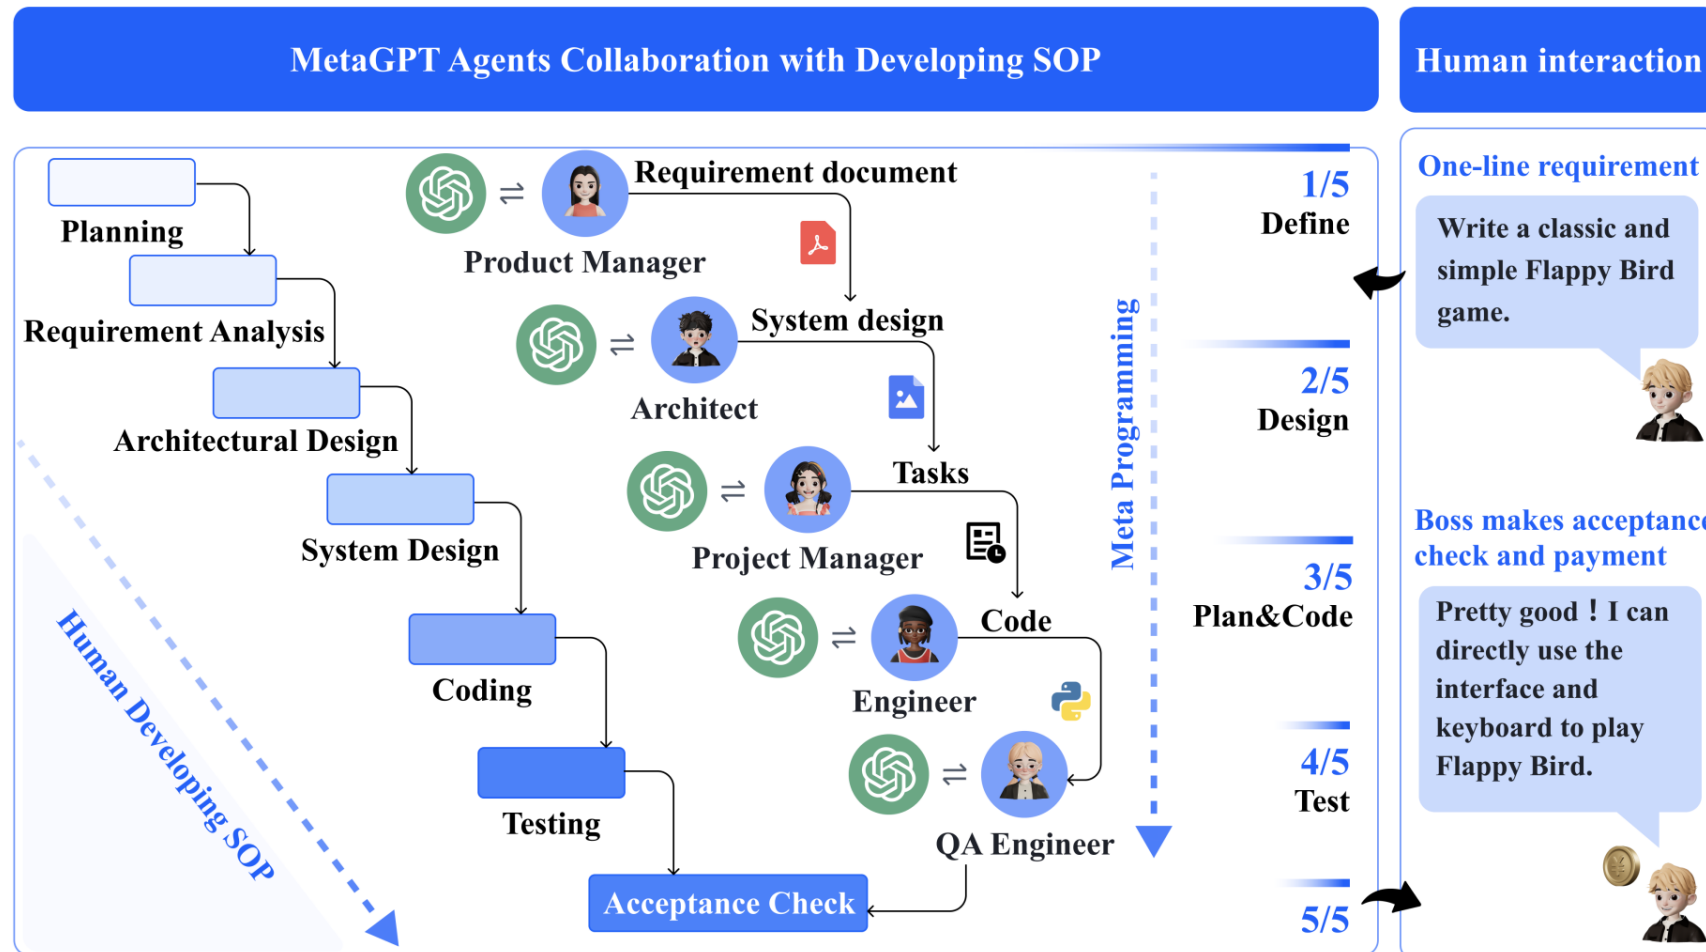 MetaGPT Agents Collaboration with Developing SOP
Human interaction
Planning
Requirement Analysis
Architectural Design
System Design
Coding
Testing
Acceptance Check
Human Developing SOP
Requirement document
Product Manager
System design
Architect
Tasks
Project Manager
Code
Engineer
QA Engineer
Meta Programming
1/5
Define
2/5
Design
3/5
Plan&Code
4/5
Test
5/5
One-line requirement
Write a classic and
simple Flappy Bird
game.
Boss makes acceptance
check and payment
Pretty good！I can
directly use the
interface and
keyboard to play
Flappy Bird.
¥